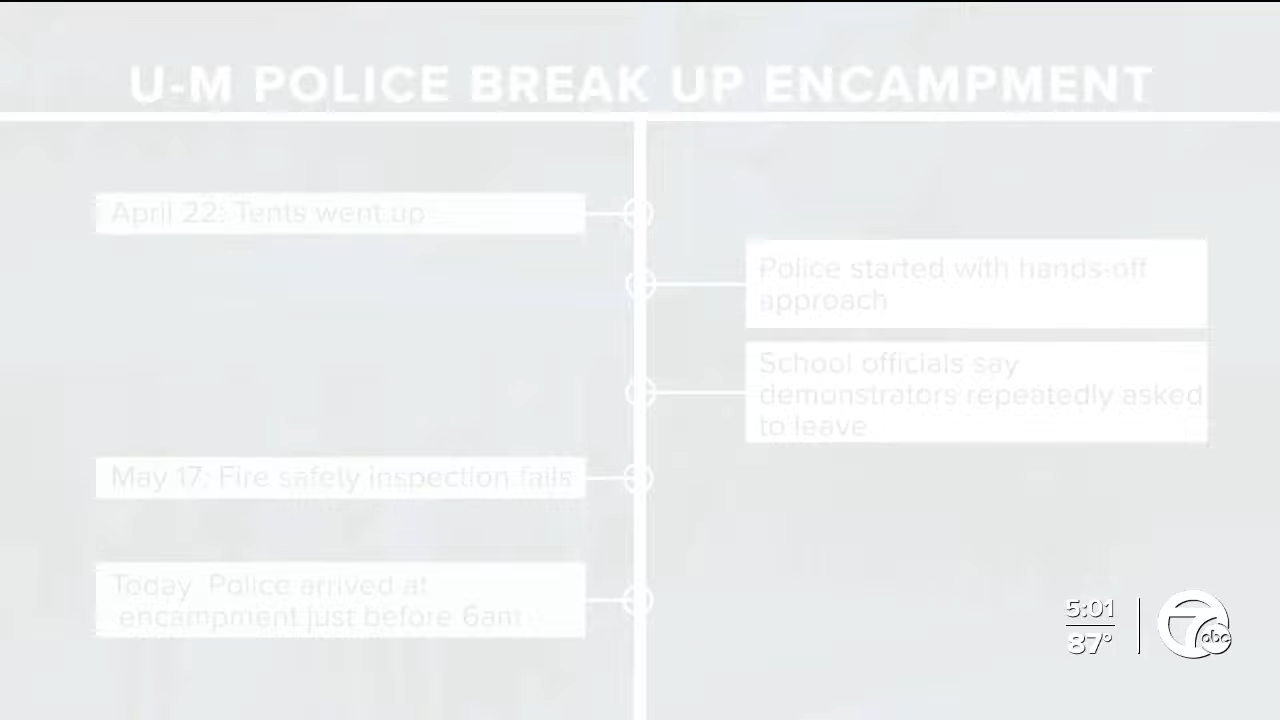 U-M POLICE BREAK UP ENCAMPMENT
April 22: Tents went up
Police started with hands-off
approach
School officials say
demonstrators repeatedly asked
to leave
May 17: Fire safety inspection fails
Today: Police arrived at
encampment just before 6am
5:01
87°
7
abc